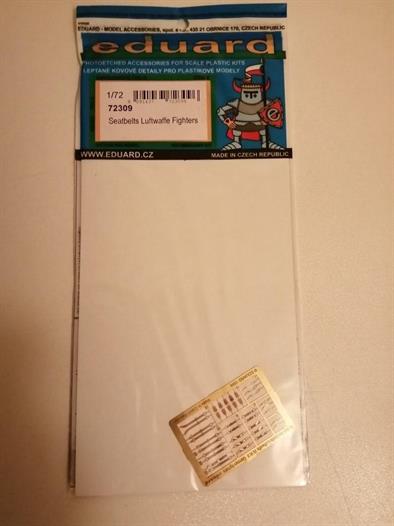 EDUARD - MODEL ACCESSORIES, spol. s r.o., 435 21 OBRNICE 170, CZECH REPUBLIC
eduard
PHOTOETCHED ACCESSORIES FOR SCALE PLASTIC KITS
LEPTANÉ KOVOVÉ DETAILY PRO PLASTIKOVÉ MODELY
1/72
72309
Seatbelts Luftwaffe Fighters
e
WWW.EDUARD.CZ
MADE IN CZECH REPUBLIC